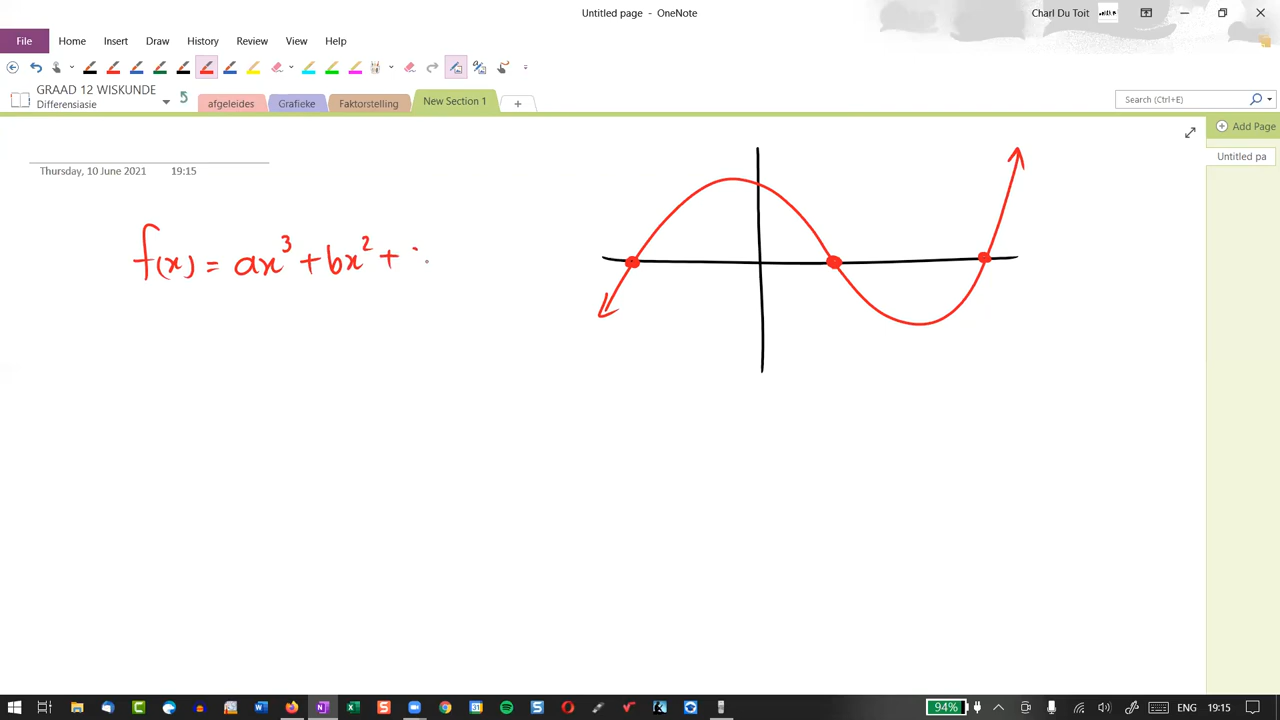 Untitled page - OneNote
Charl Du Toit
File Home Insert Draw History Review View Help
GRAAD 12 WISKUNDE
Differensiasie
afgeleides Grafieke Faktorstelling New Section 1 +
Search (Ctrl+E)
Add Page
Untitled pa
Thursday, 10 June 2021 19:15
f(x) = ax³ + bx² +
94% ENG 19:15